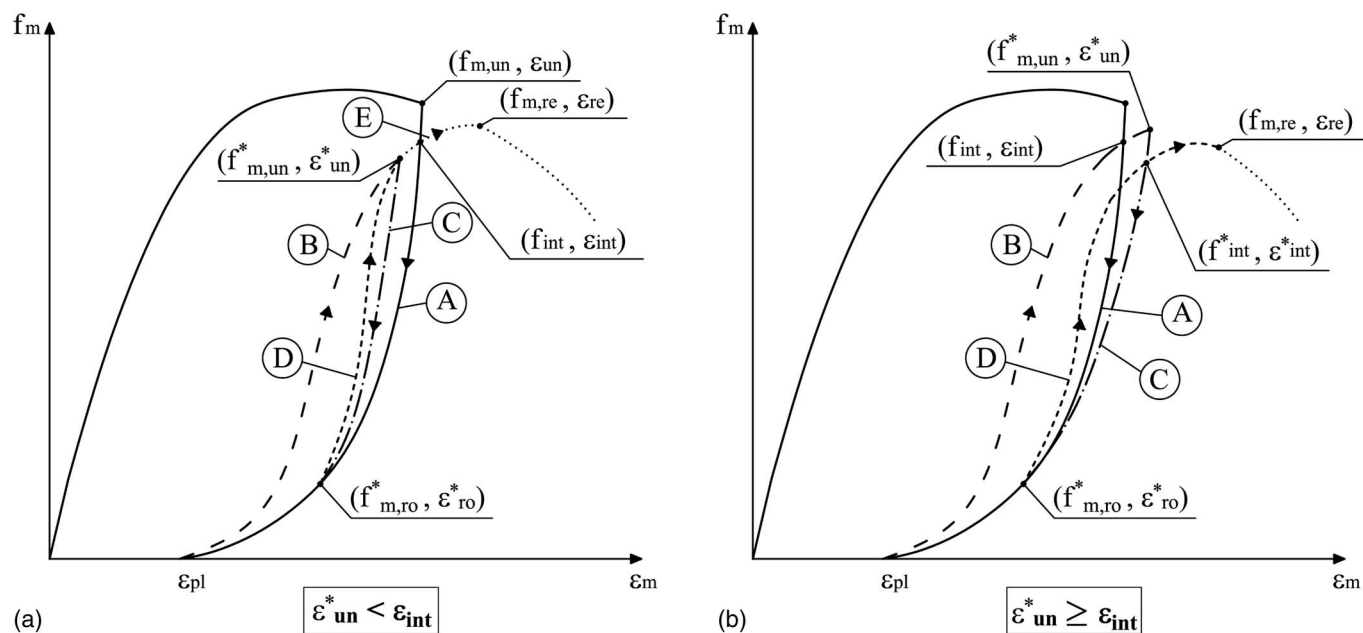 fm
(fm,un , εun)
(fm,re , εre)
E
(f*m,un , ε*un)
B
C
(fint , εint)
A
D
(f*m,ro , ε*ro)
εpl
εm
(a)
ε*un < εint
fm
(f*m,un , ε*un)
(fm,re , εre)
(fint , εint)
B
(f*int , ε*int)
A
D
C
(f*m,ro , ε*ro)
εpl
εm
(b)
ε*un ≥ εint